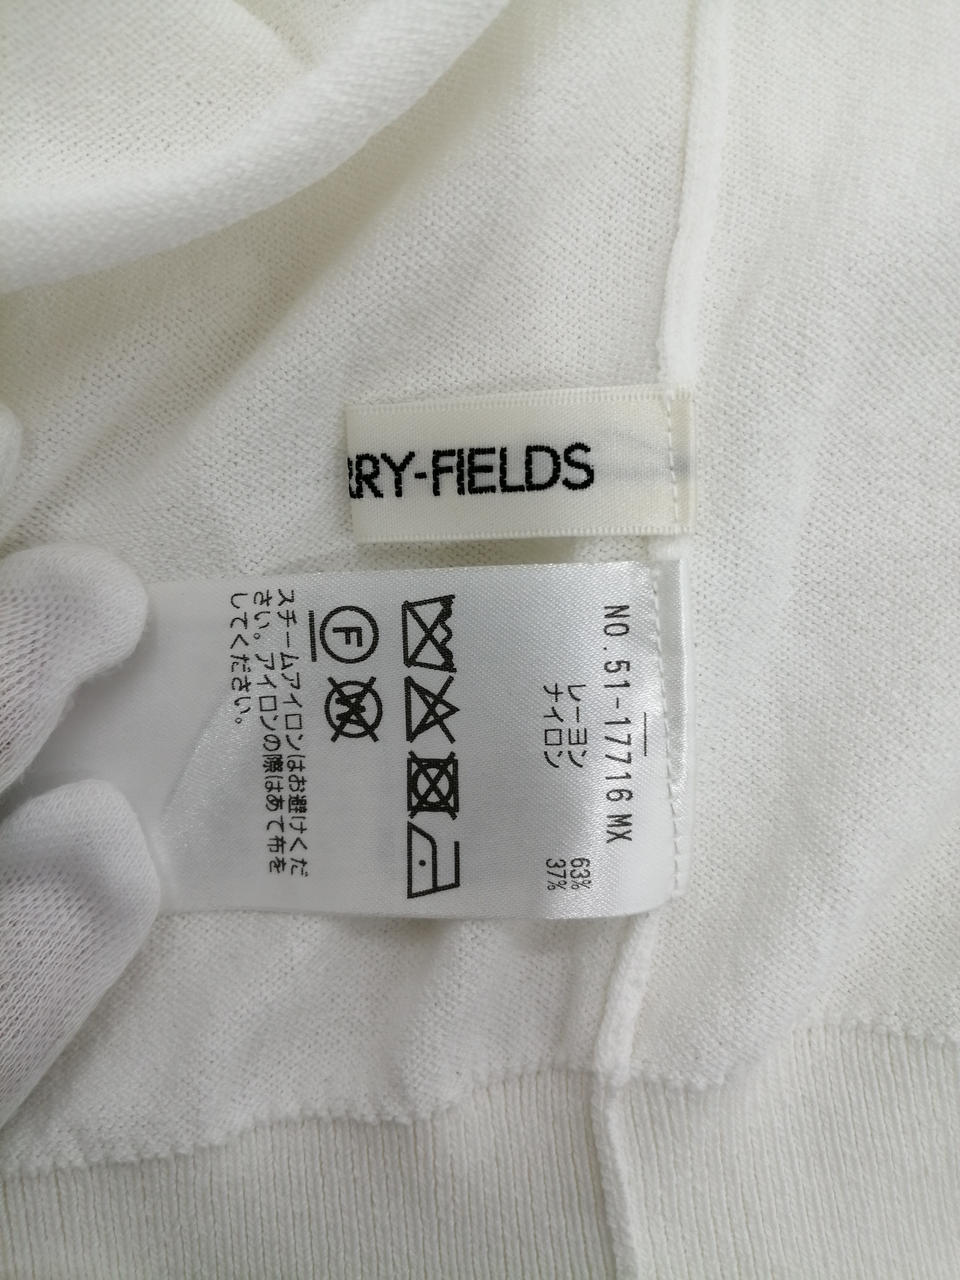 RRY-FIELDS
NO.51-17716 MX
レーヨン 63%
ナイロン 37%
F
W
スチームアイロンはお避けくだ
さい。アイロンの際はあて布を
してください。